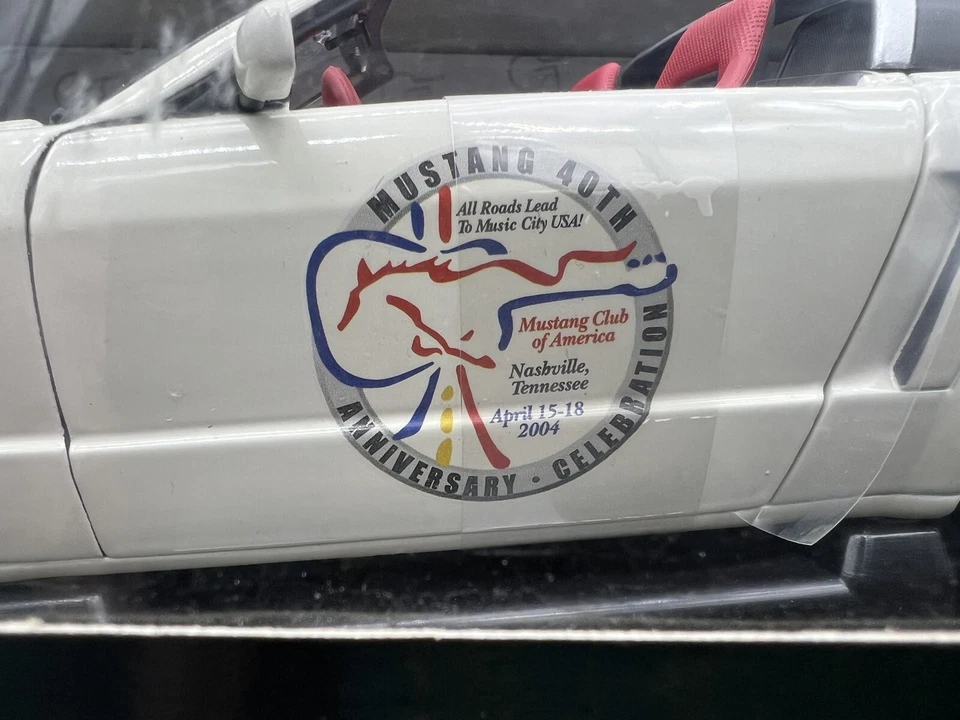 MUSTANG 40TH
All Roads Lead
To Music City USA!
Mustang Club
of America
Nashville,
Tennessee
April 15-18
2004
ANNIVERSARY • CELEBRATION